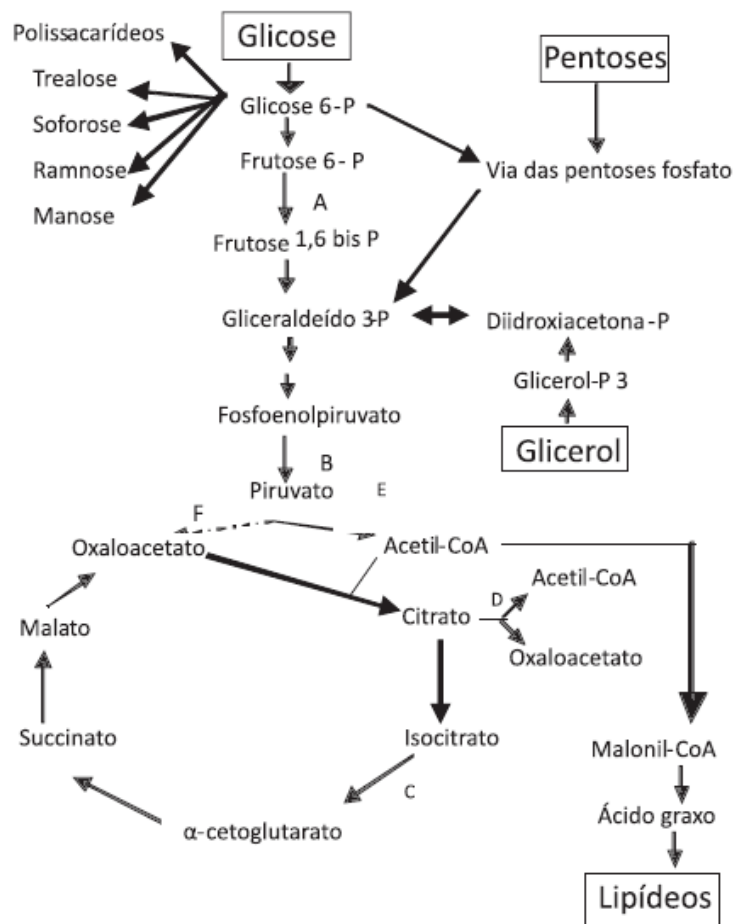 Polissacarídeos
Glicose
Pentoses
Trealose
Glicose 6-P
Soforose
Frutose 6- P
Ramnose
Via das pentoses fosfato
A
Manose
Frutose 1,6 bis P
Gliceraldeído 3-P
Diidroxiacetona-P
Glicerol-P 3
Fosfoenolpiruvato
Glicerol
B
Piruvato
E
F
Oxaloacetato
Acetil-CoA
Acetil-CoA
D
Citrato
Malato
Oxaloacetato
Succinato
Isocitrato
Malonil-CoA
C
α-cetoglutarato
Ácido graxo
Lipídeos